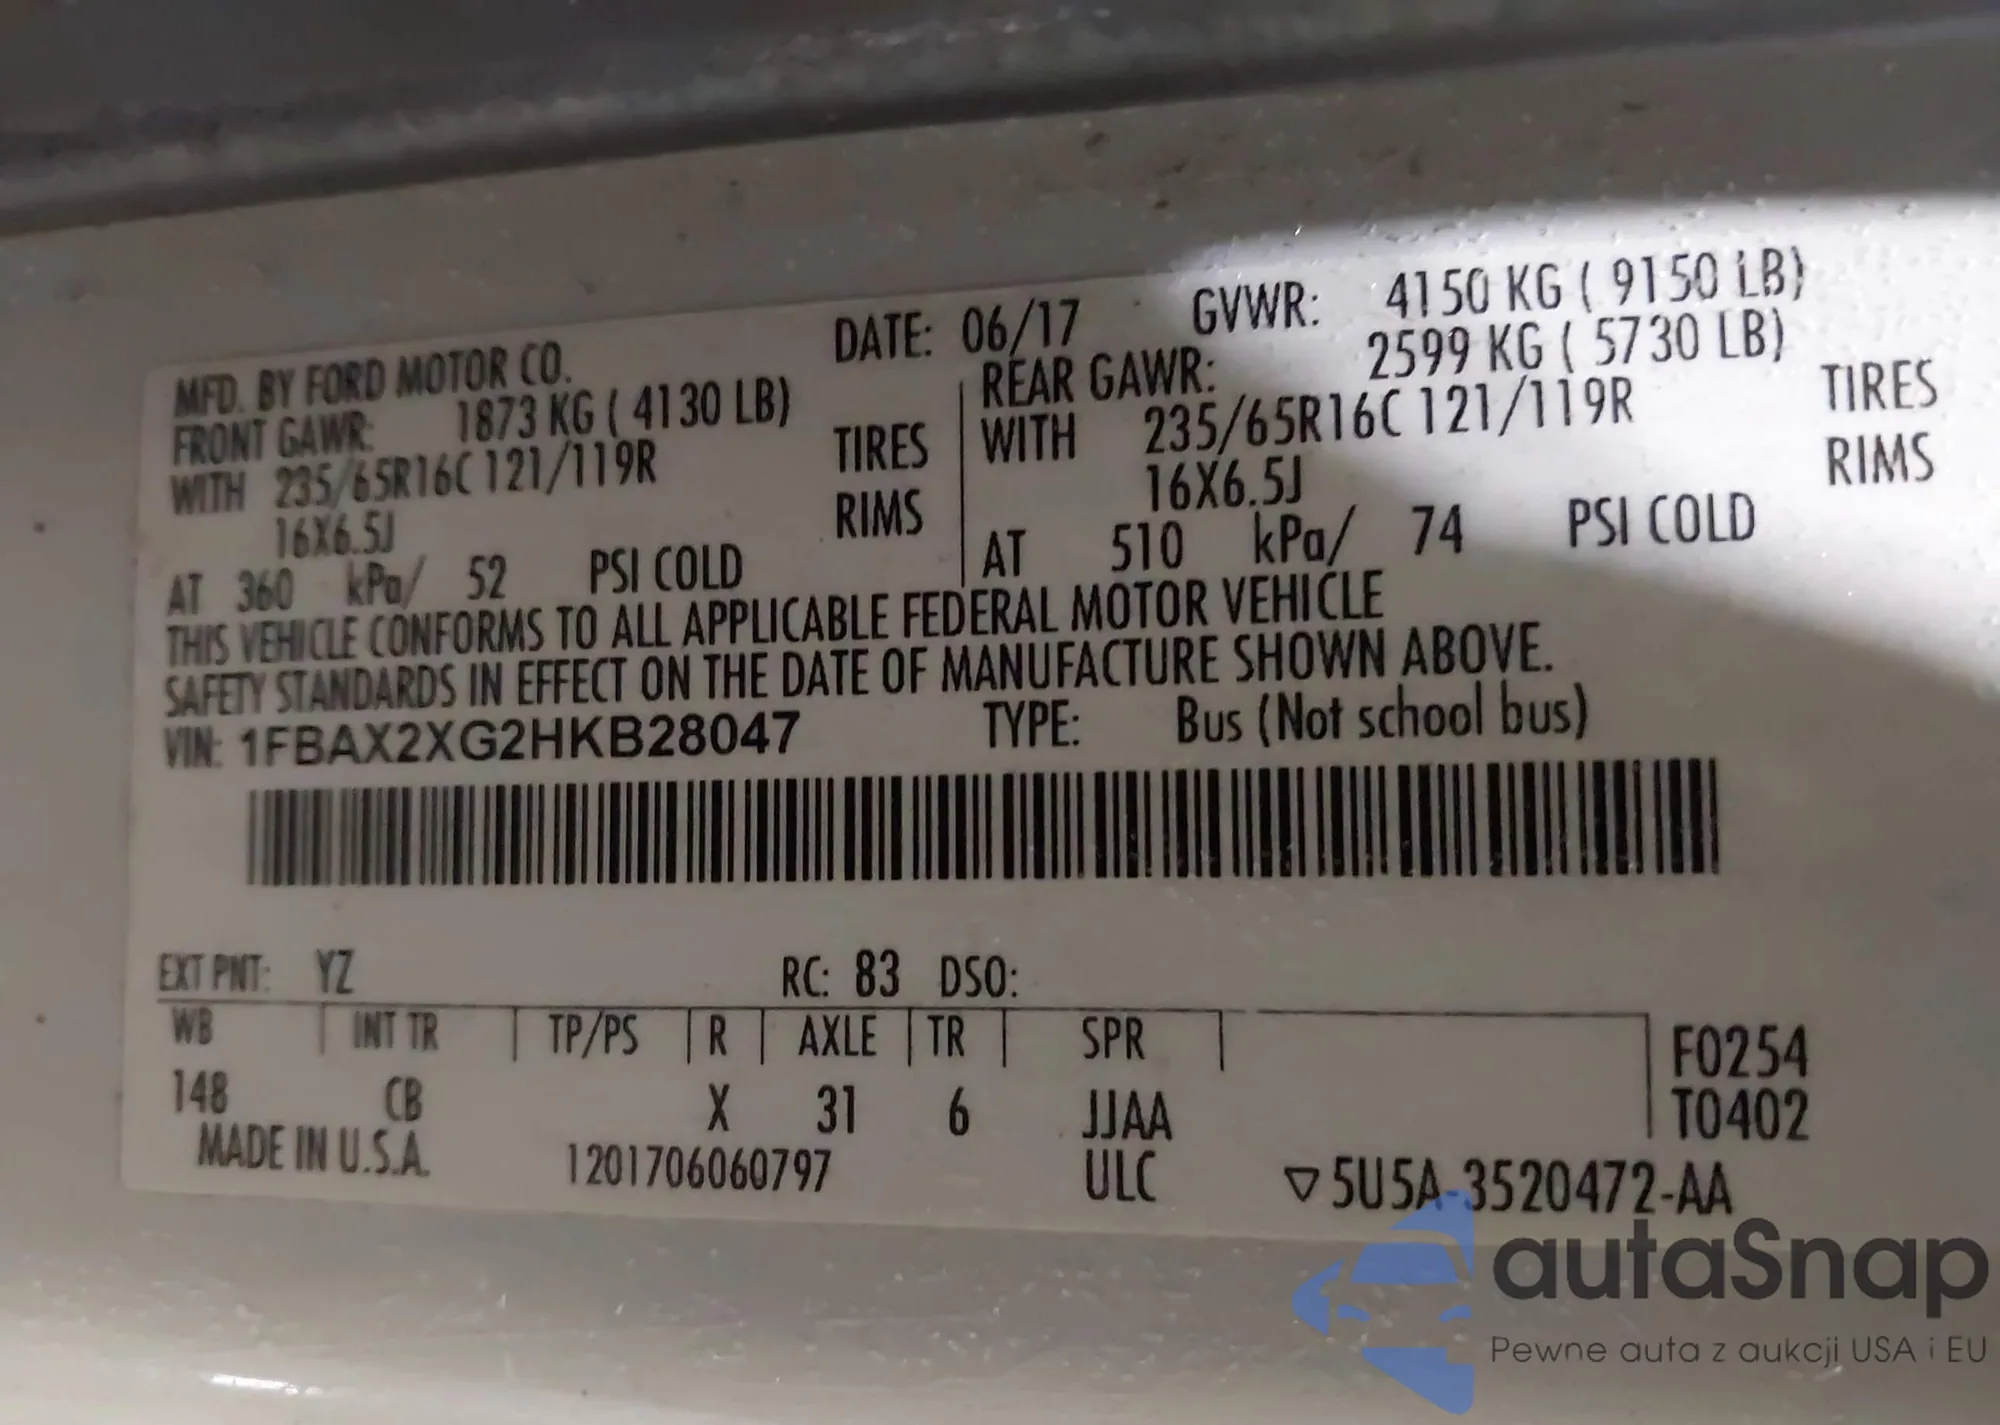 MFD. BY FORD MOTOR CO. DATE: 06/17 GVWR: 4150 KG ( 9150 LB)
FRONT GAWR: 1873 KG ( 4130 LB) REAR GAWR: 2599 KG ( 5730 LB)
WITH 235/65R16C 121/119R TIRES WITH 235/65R16C 121/119R TIRES
16X6.5J RIMS 16X6.5J RIMS
AT 360 kPa/ 52 PSI COLD AT 510 kPa/ 74 PSI COLD
THIS VEHICLE CONFORMS TO ALL APPLICABLE FEDERAL MOTOR VEHICLE
SAFETY STANDARDS IN EFFECT ON THE DATE OF MANUFACTURE SHOWN ABOVE.
VIN: 1FBAX2XG2HKB28047 TYPE: Bus (Not school bus)
EXT PNT: YZ RC: 83 DSO:
WB INT TR TP/PS R AXLE TR SPR F0254
148 CB X 31 6 JJAA T0402
MADE IN U.S.A. 1201706060797 ULC ▽5U5A-3520472-AA
autaSnap
Pewne auta z aukcji USA i EU